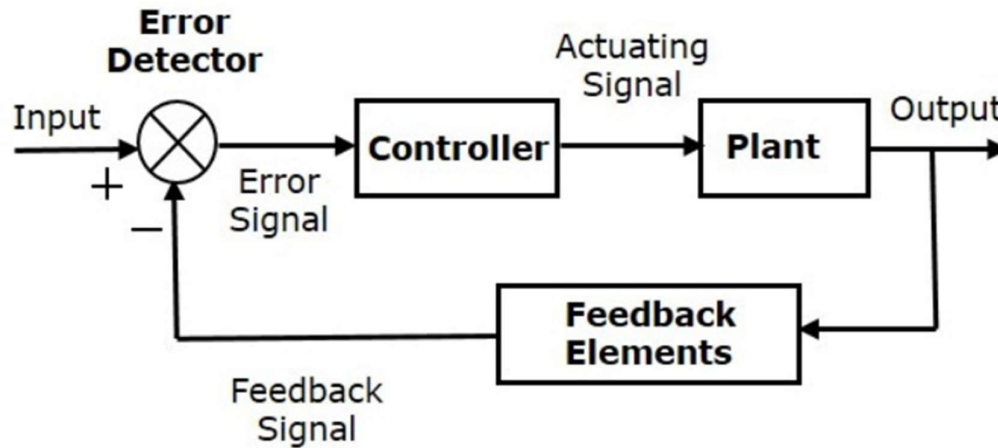 Error
Detector
Actuating
Signal
Input
Output
Controller
Plant
+
Error
Signal
−
Feedback
Elements
Feedback
Signal